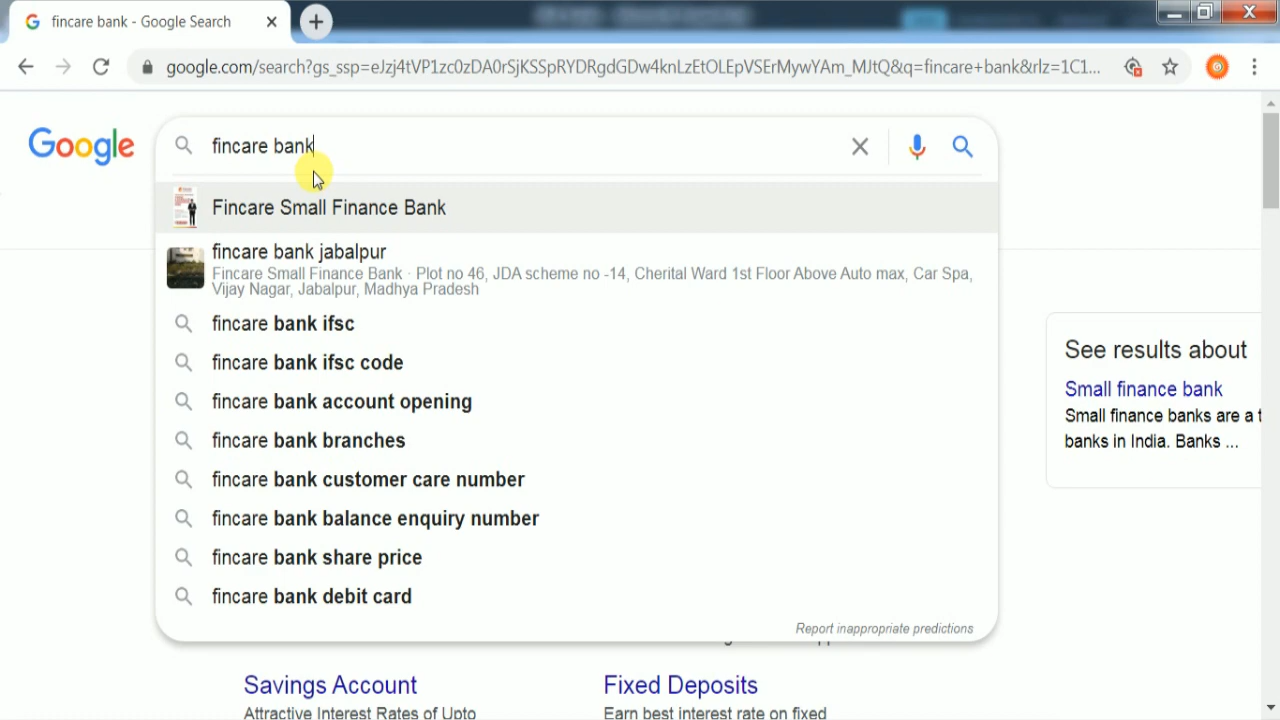 fincare bank - Google Search
google.com/search?gs_ssp=eJzj4tVP1zc0zDA0rSjKSSpRYDRgdGDw4knLzEtOLEpVSErMywYAm_MJtQ&q=fincare+bank&rlz=1C1...
Google
fincare bank
Fincare Small Finance Bank
fincare bank jabalpur
Fincare Small Finance Bank · Plot no 46, JDA scheme no -14, Cherital Ward 1st Floor Above Auto max, Car Spa,
Vijay Nagar, Jabalpur, Madhya Pradesh
fincare bank ifsc
fincare bank ifsc code
fincare bank account opening
fincare bank branches
fincare bank customer care number
fincare bank balance enquiry number
fincare bank share price
fincare bank debit card
Report inappropriate predictions
See results about
Small finance bank
Small finance banks are a t
banks in India. Banks ...
Savings Account
Attractive Interest Rates of Upto
Fixed Deposits
Earn best interest rate on fixed